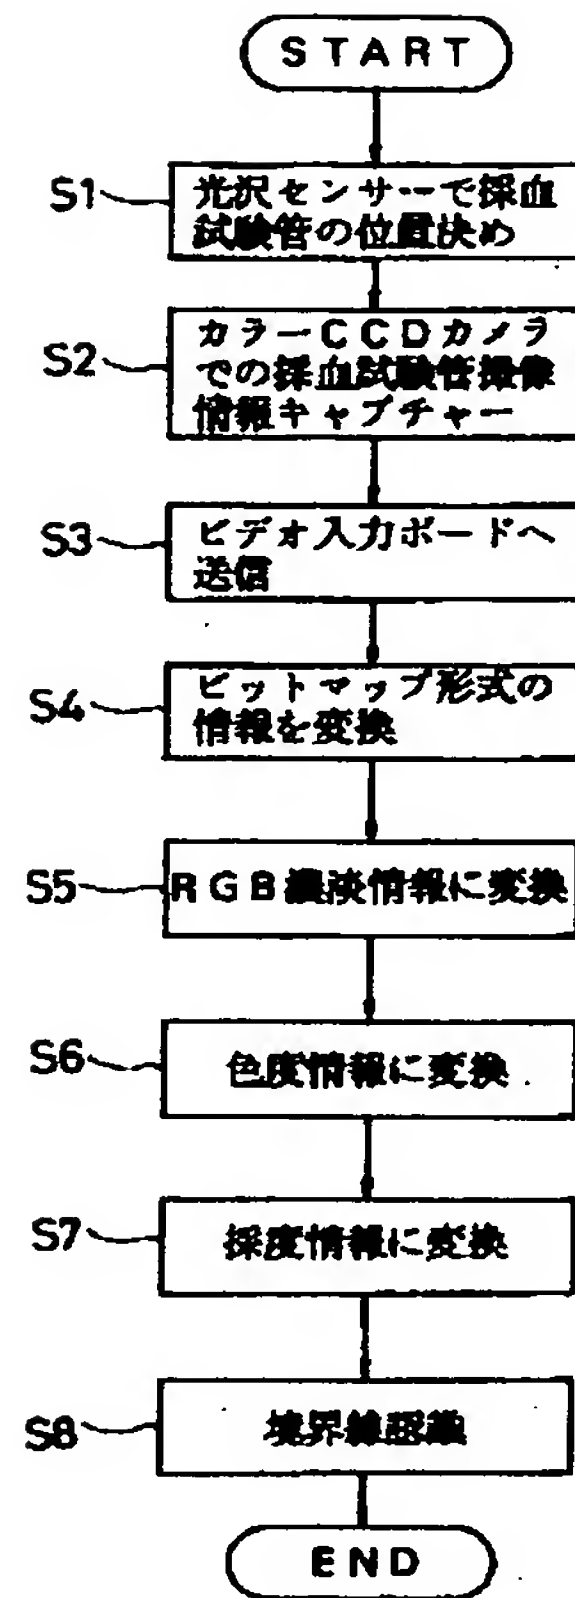 START
S1
光沢センサーで採血
試験管の位置決め
S2
カラーCCDカメラ
での採血試験管撮像
情報キャプチャー
S3
ビデオ入力ボードへ
送信
S4
ビットマップ形式の
情報を変換
S5
RGB濃淡情報に変換
S6
色度情報に変換
S7
採度情報に変換
S8
境界線認識
END